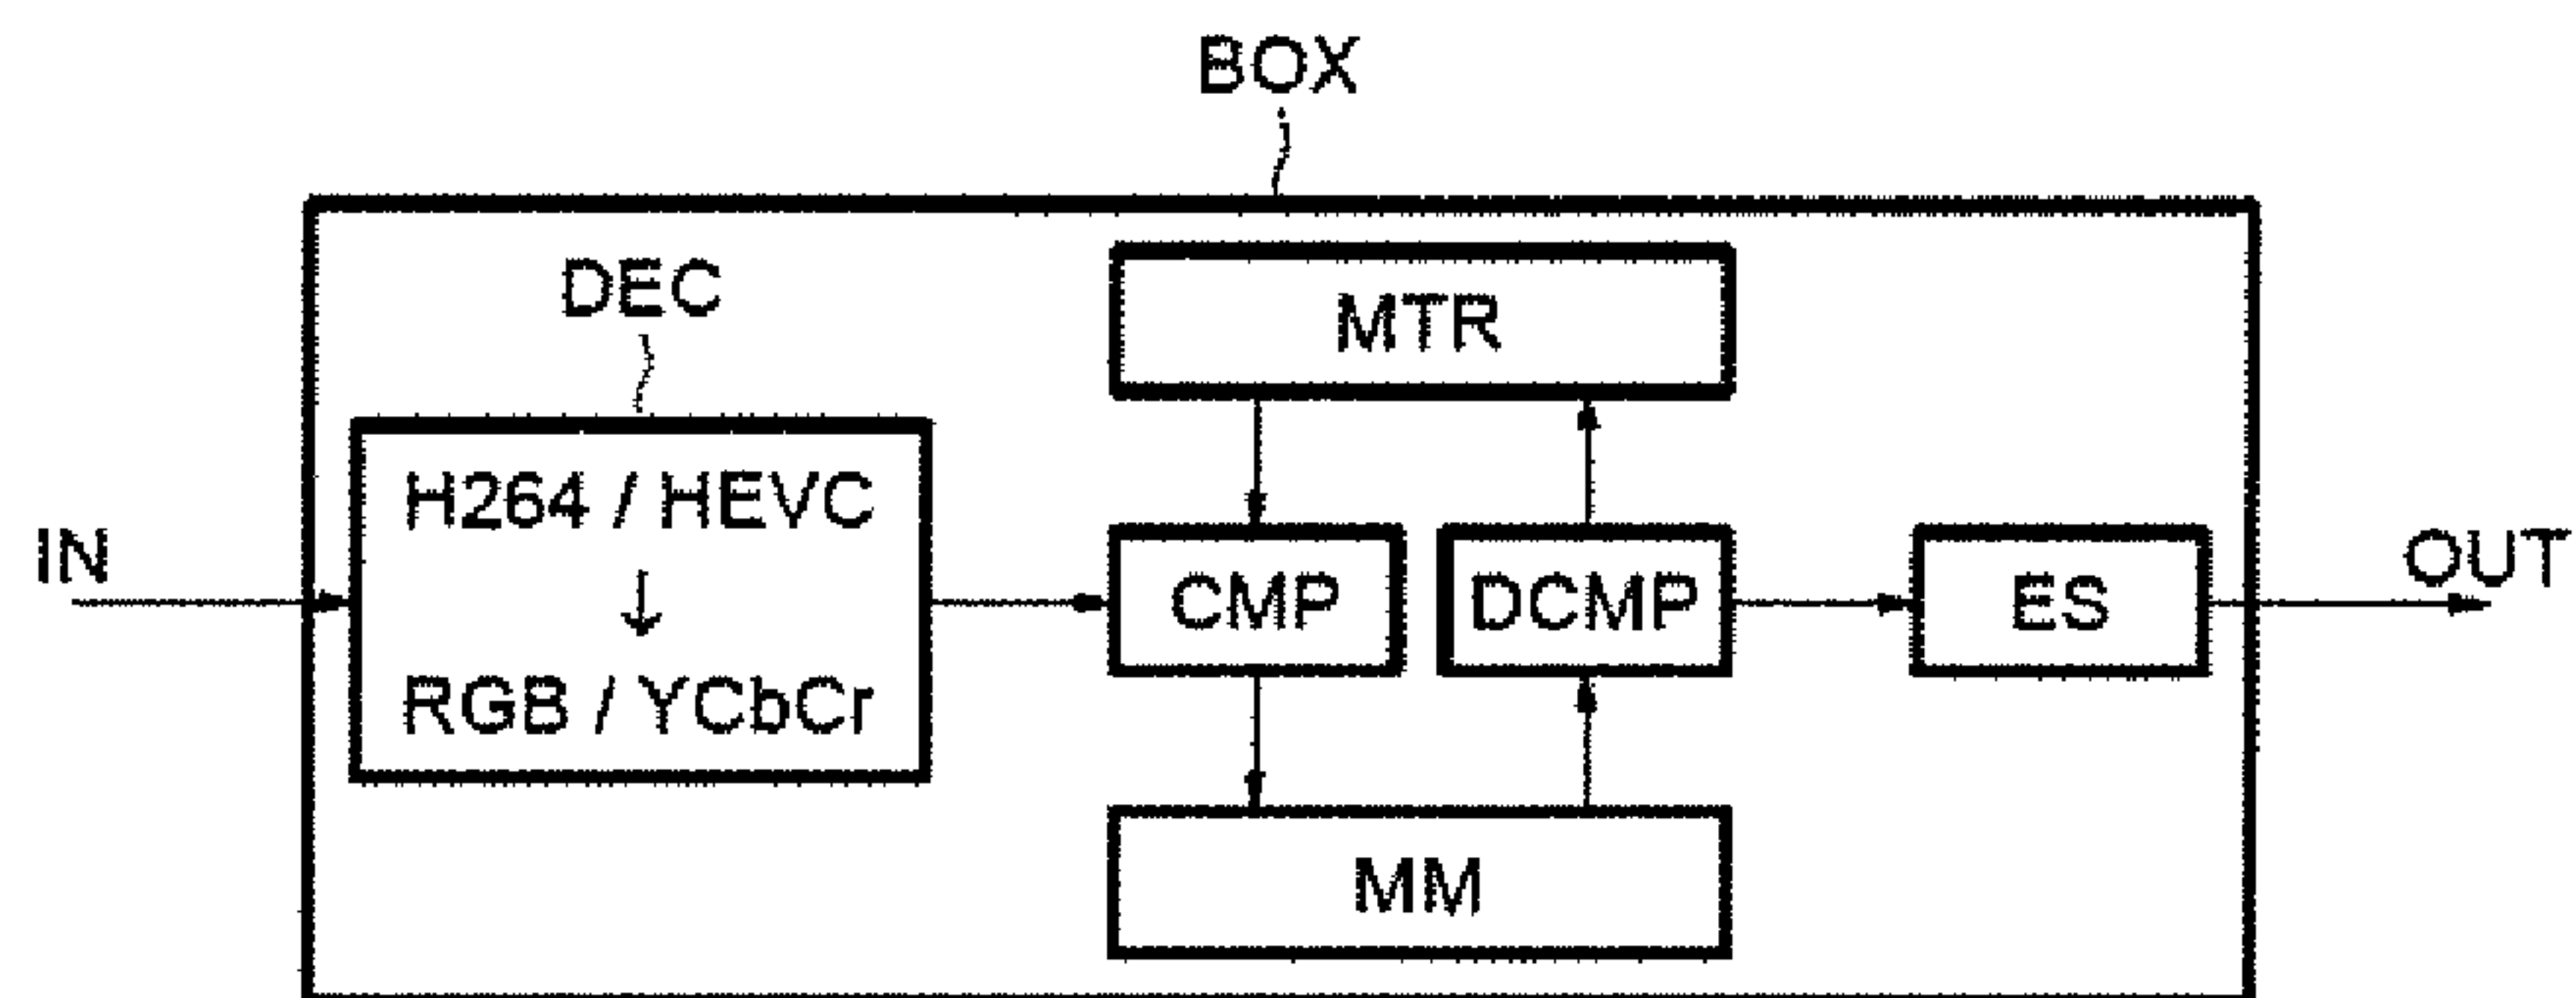 BOX
DEC
MTR
H264 / HEVC
IN
CMP
DCMP
ES
OUT
RGB / YCbCr
MM